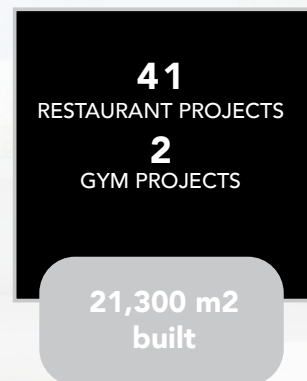 41
RESTAURANT PROJECTS
2
GYM PROJECTS
21,300 m2
built